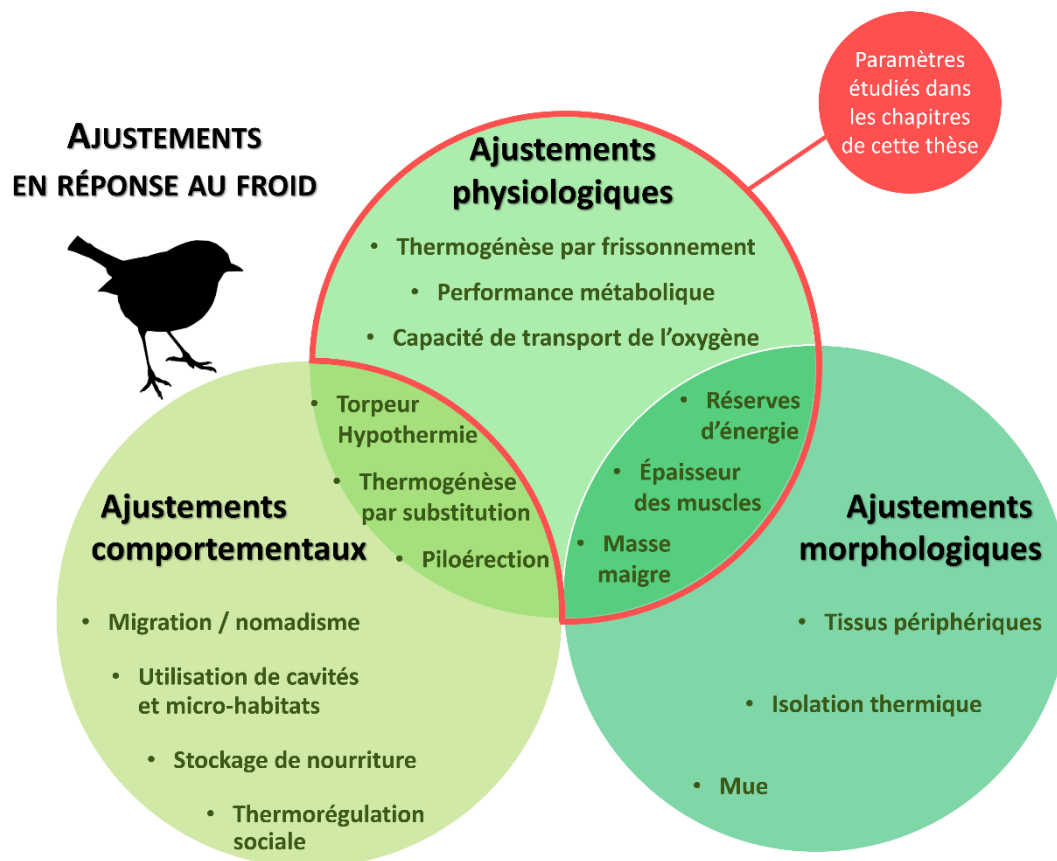 Paramètres
étudiés dans
les chapitres
de cette thèse
AJUSTEMENTS
EN RÉPONSE AU FROID
Ajustements
physiologiques
• Thermogénèse par frissonnement
• Performance métabolique
• Capacité de transport de l’oxygène
• Torpeur
Hypothermie
• Thermogénèse
par substitution
• Piloérection
• Réserves
d’énergie
• Épaisseur
des muscles
• Masse
maigre
Ajustements
comportementaux
• Migration / nomadisme
• Utilisation de cavités
et micro-habitats
• Stockage de nourriture
• Thermorégulation
sociale
Ajustements
morphologiques
• Tissus périphériques
• Isolation thermique
• Mue